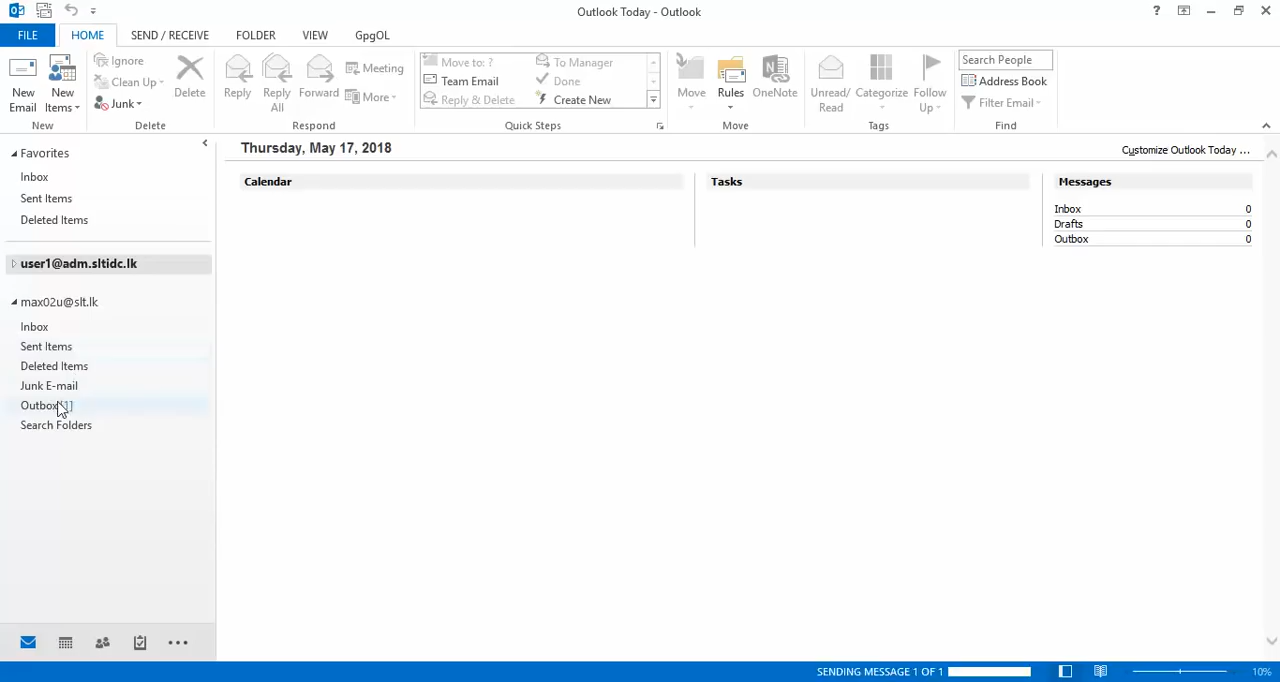 Outlook Today - Outlook
?
FILE
HOME
SEND / RECEIVE
FOLDER
VIEW
GpgOL
New Email
New Items
New
Ignore
Clean Up
Junk
Delete
Delete
Reply
Reply All
Forward
Meeting
More
Respond
Move to: ?
Team Email
Reply & Delete
To Manager
Done
Create New
Quick Steps
Move
Rules
OneNote
Move
Unread/ Read
Categorize
Follow Up
Tags
Search People
Address Book
Filter Email
Find
Favorites
Inbox
Sent Items
Deleted Items
user1@adm.sltidc.lk
max02u@slt.lk
Inbox
Sent Items
Deleted Items
Junk E-mail
Outbox [1]
Search Folders
Thursday, May 17, 2018
Customize Outlook Today ...
Calendar
Tasks
Messages
Inbox 0
Drafts 0
Outbox 0
SENDING MESSAGE 1 OF 1
10%